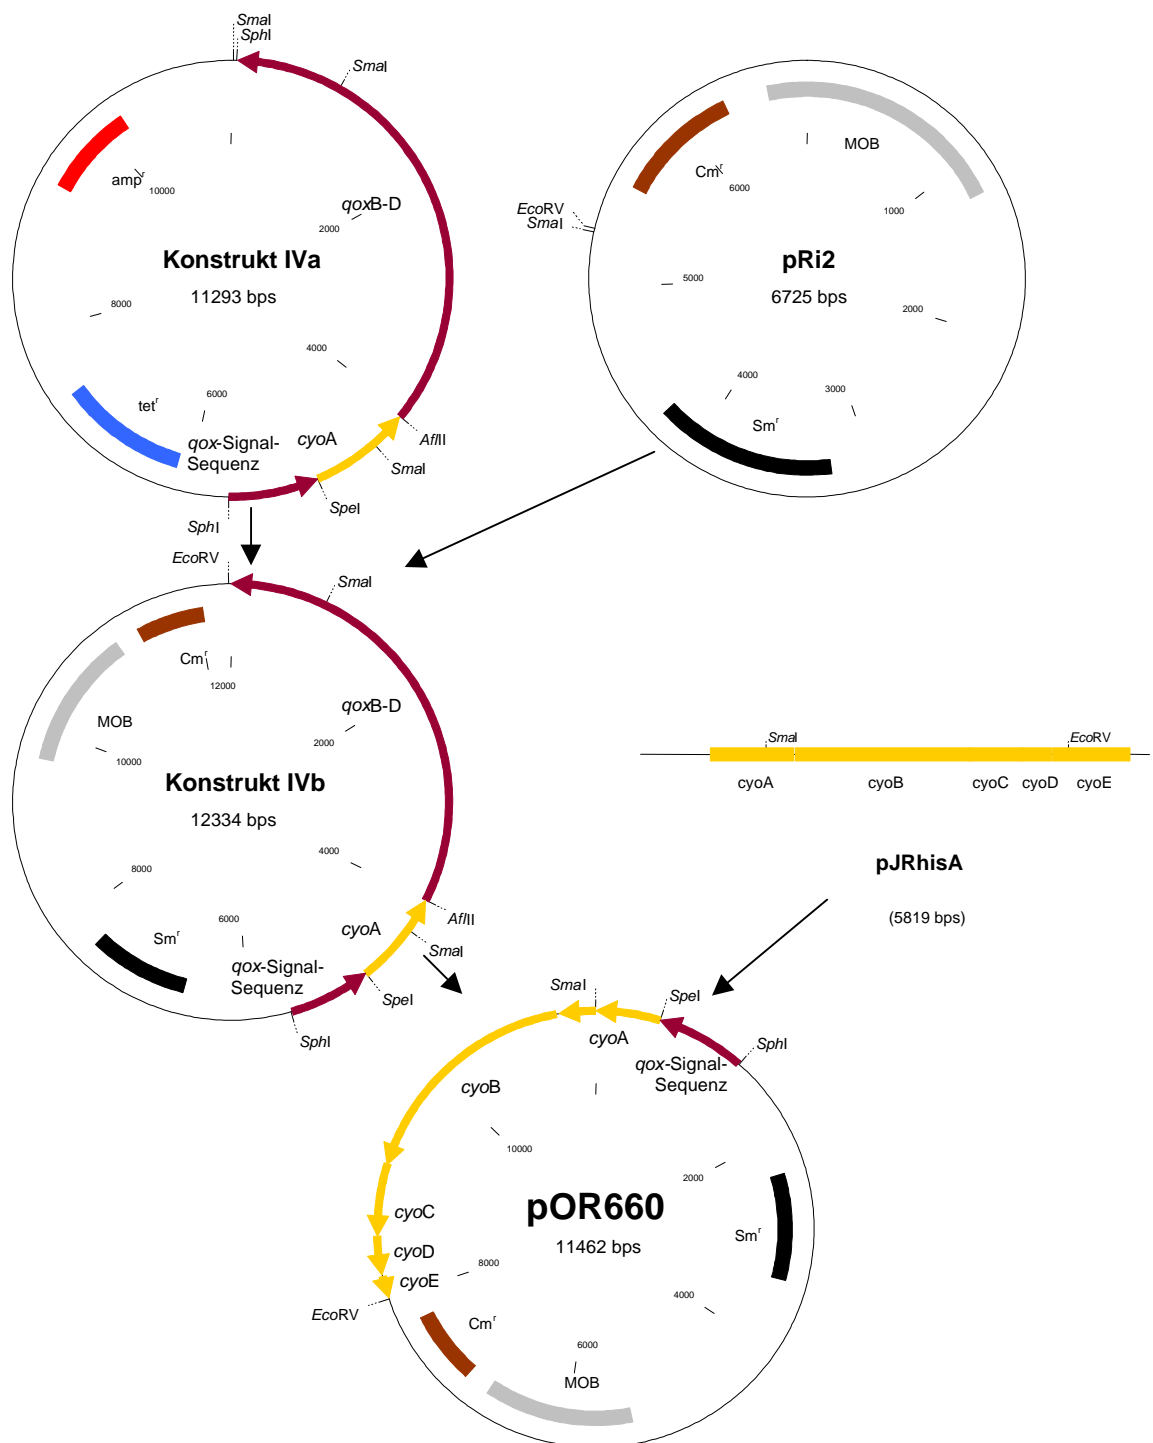 SmaI
SphI
SmaI
amp^r
10000
qoxB-D
2000
Konstrukt IVa
11293 bps
8000
4000
tet^r
6000
qox-Signal-
Sequenz
cyoA
AflII
SmaI
SpeI
SphI
MOB
Cm^r
6000
1000
EcoRV
SmaI
pRi2
6725 bps
5000
2000
4000
3000
Sm^r
EcoRV
SmaI
Cm^r
12000
MOB
10000
qoxB-D
2000
Konstrukt IVb
12334 bps
8000
4000
Sm^r
6000
qox-Signal-
Sequenz
cyoA
AflII
SmaI
SpeI
SphI
SmaI
EcoRV
cyoA cyoB cyoC cyoD cyoE
pJRhisA
(5819 bps)
SmaI
SpeI
SphI
cyoA
qox-Signal-
Sequenz
cyoB
10000
2000
pOR660
11462 bps
Sm^r
cyoC
cyoD
cyoE
8000
4000
EcoRV
Cm^r
6000
MOB